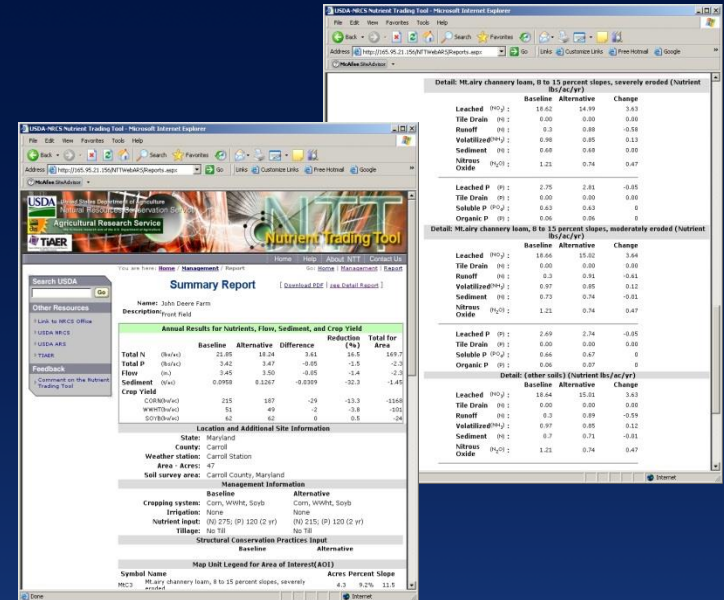 USDA-NRCS Nutrient Trading Tool - Microsoft Internet Explorer
File Edit View Favorites Tools Help
Back Search Favorites
Address http://165.95.21.156/NTTWebARS/Reports.aspx Go Links Customize Links Free Hotmail Google
McAfee SiteAdvisor
USDA United States Department of Agriculture
Natural Resources Conservation Service
Agricultural Research Service
TIAER
NTT
Nutrient Trading Tool
Home Help About NTT Contact Us
You are here: Home / Management / Report Go: Home | Management | Report
Search USDA
Go
Other Resources
Link to NRCS Office
USDA NRCS
USDA ARS
TIAER
Feedback
Comment on the Nutrient Trading Tool
Summary Report [ Download PDF | see Detail Report ]
Name: John Deere Farm
Description: Front Field
Annual Results for Nutrients, Flow, Sediment, and Crop Yield
Baseline Alternative Difference Reduction (%) Total for Area
Total N (lbs/ac) 21.85 18.24 3.61 16.5 169.7
Total P (lbs/ac) 3.42 3.47 -0.05 -1.5 -2.3
Flow (in.) 3.45 3.50 -0.05 -1.4 -2.3
Sediment (t/ac) 0.0958 0.1267 -0.0309 -32.3 -1.45
Crop Yield
CORN(bu/ac) 215 187 -29 -13.3 -1168
WWHT(bu/ac) 51 49 -2 -3.8 -101
SOYB(bu/ac) 62 62 0 0.5 -24
Location and Additional Site Information
State: Maryland
County: Carroll
Weather station: Carroll Station
Area - Acres: 47
Soil survey area: Carroll County, Maryland
Management Information
Baseline Alternative
Cropping system: Corn, WWht, Soyb Corn, WWht, Soyb
Irrigation: None None
Nutrient input: (N) 275; (P) 120 (2 yr) (N) 215; (P) 120 (2 yr)
Tillage: No Till No Till
Structural Conservation Practices Input
Baseline Alternative
Map Unit Legend for Area of Interest(AOI)
Symbol Name Acres Percent Slope
MtC3 Mt.airy channery loam, 8 to 15 percent slopes, severely eroded 4.3 9.2% 11.5
Done Internet
USDA-NRCS Nutrient Trading Tool - Microsoft Internet Explorer
File Edit View Favorites Tools Help
Back Search Favorites
Address http://165.95.21.156/NTTWebARS/Reports.aspx Go Links Customize Links Free Hotmail Google
McAfee SiteAdvisor
Detail: Mt.airy channery loam, 8 to 15 percent slopes, severely eroded (Nutrient lbs/ac/yr)
Baseline Alternative Change
Leached (NO3) : 18.62 14.99 3.63
Tile Drain (N) : 0.00 0.00 0.00
Runoff (N) : 0.3 0.88 -0.58
Volatilized(NH3) : 0.98 0.85 0.13
Sediment (N) : 0.68 0.68 0.00
Nitrous Oxide (N2O) : 1.21 0.74 0.47
Leached P (P) : 2.75 2.81 -0.05
Tile Drain (P) : 0.00 0.00 0.00
Soluble P (PO4) : 0.63 0.63 0
Organic P (P) : 0.06 0.06 0
Detail: Mt.airy channery loam, 8 to 15 percent slopes, moderately eroded (Nutrient lbs/ac/yr)
Baseline Alternative Change
Leached (NO3) : 18.66 15.02 3.64
Tile Drain (N) : 0.00 0.00 0.00
Runoff (N) : 0.3 0.91 -0.61
Volatilized(NH3) : 0.97 0.85 0.12
Sediment (N) : 0.73 0.74 -0.01
Nitrous Oxide (N2O) : 1.21 0.74 0.47
Leached P (P) : 2.69 2.74 -0.05
Tile Drain (P) : 0.00 0.00 0.00
Soluble P (PO4) : 0.66 0.67 0
Organic P (P) : 0.06 0.07 0
Detail: (other soils) (Nutrient lbs/ac/yr)
Baseline Alternative Change
Leached (NO3) : 18.64 15.01 3.63
Tile Drain (N) : 0.00 0.00 0.00
Runoff (N) : 0.3 0.89 -0.59
Volatilized(NH3) : 0.97 0.85 0.12
Sediment (N) : 0.7 0.71 -0.01
Nitrous Oxide (N2O) : 1.21 0.74 0.47
Internet